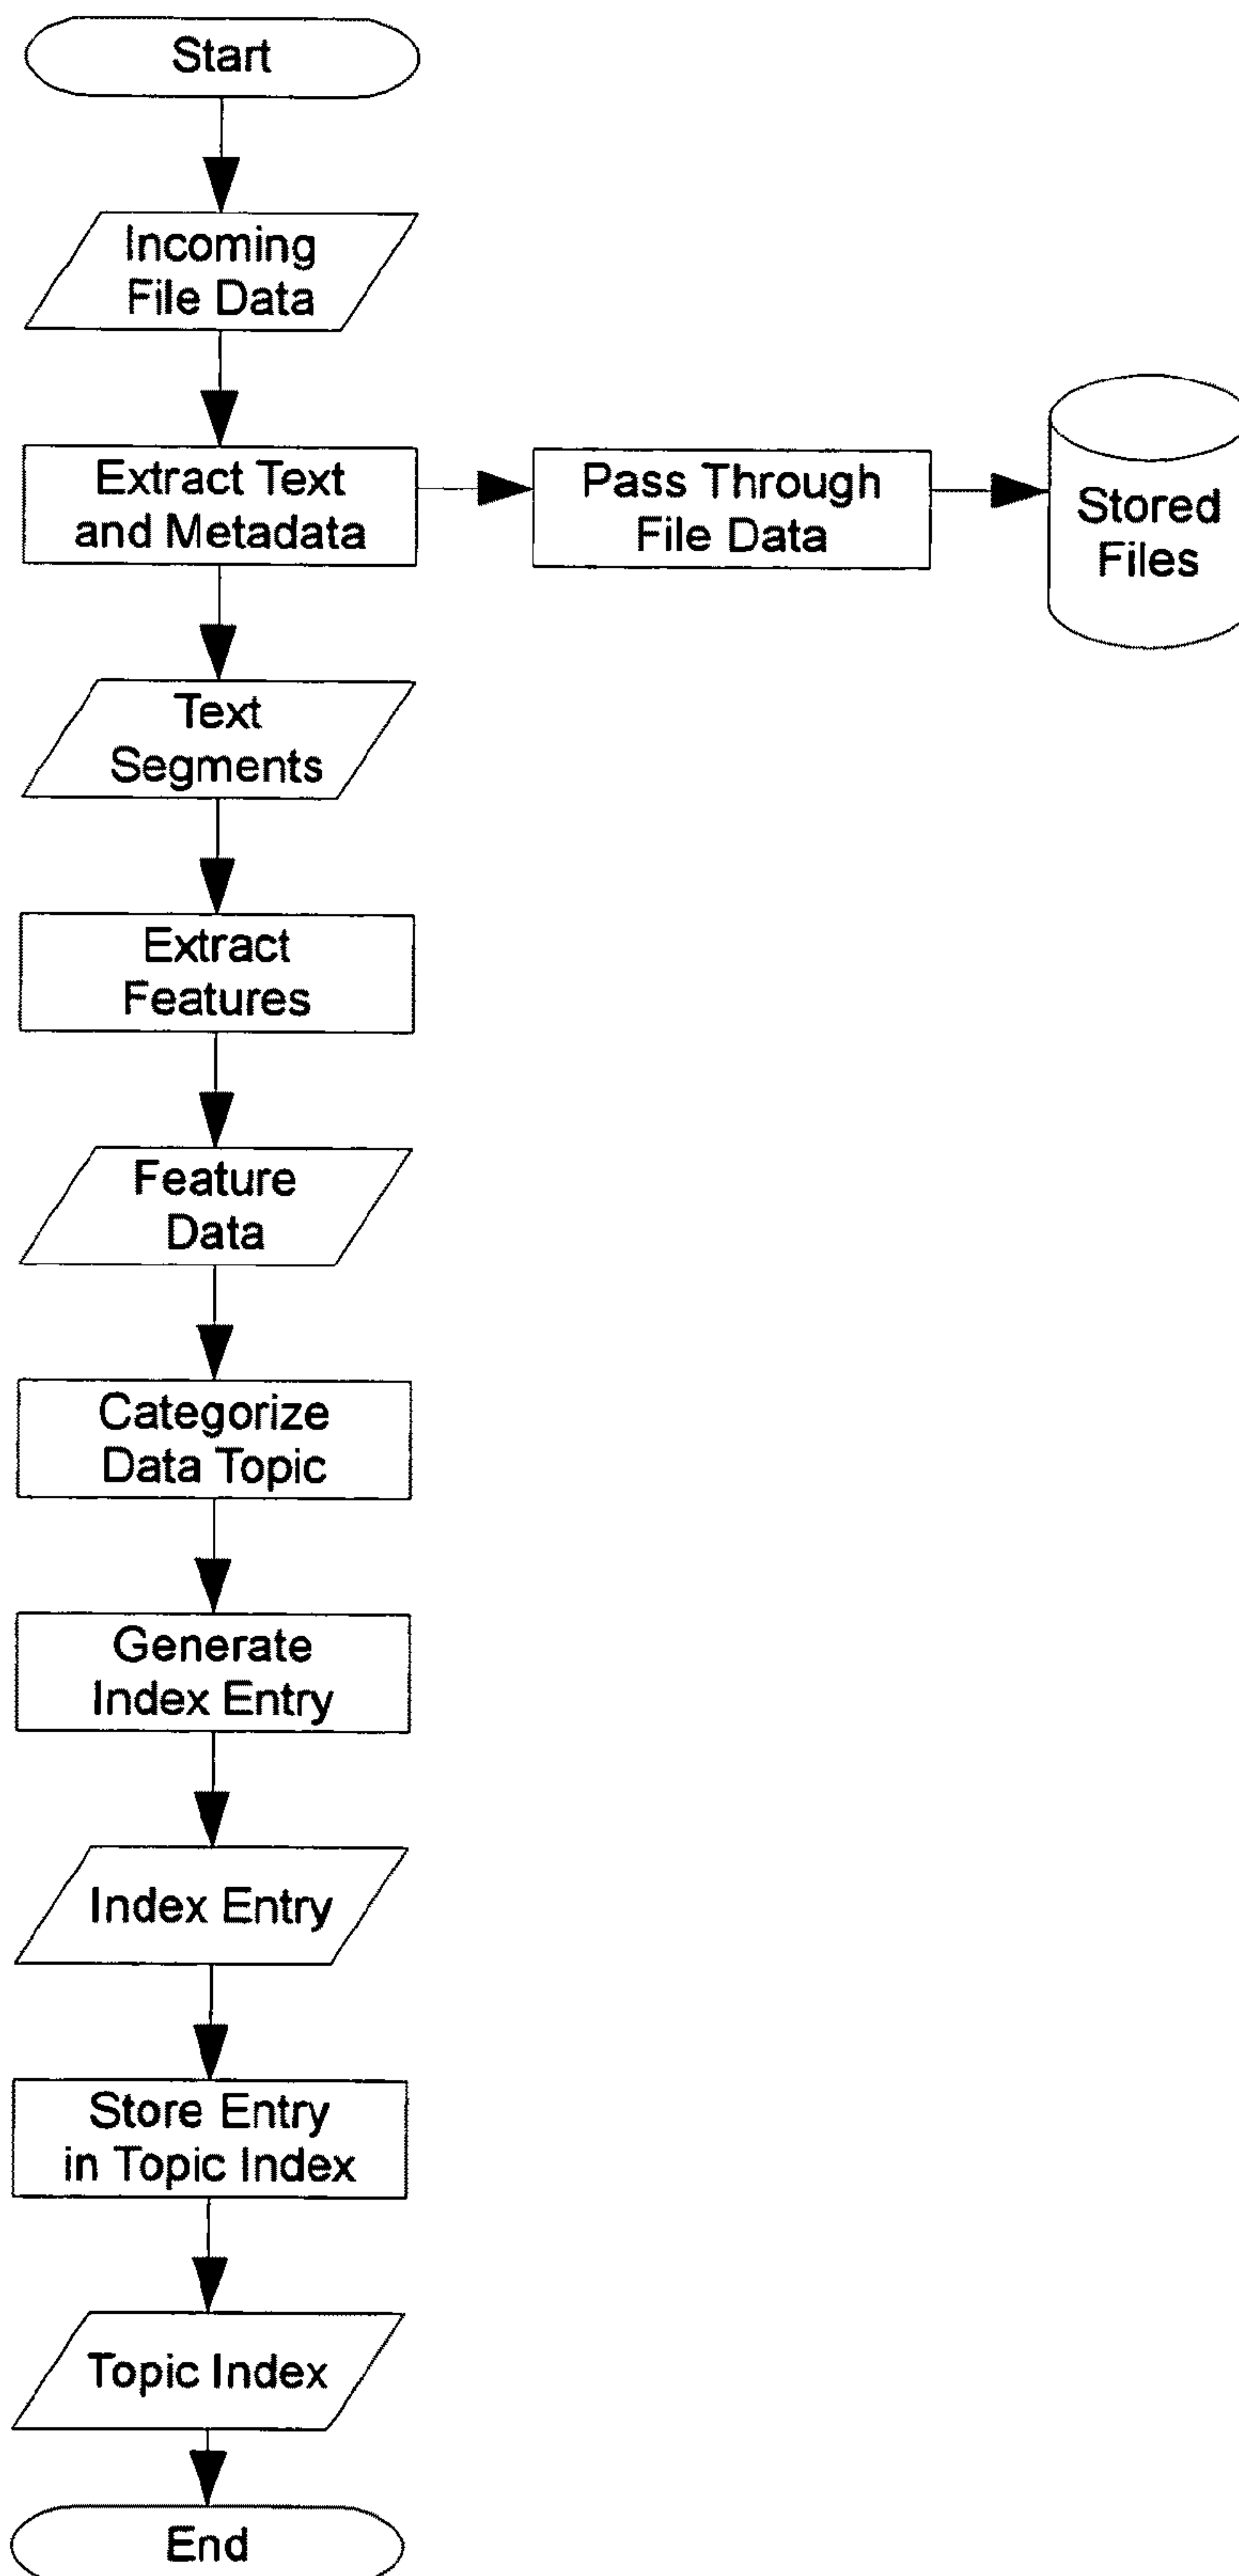 Start
Incoming
File Data
Extract Text
and Metadata
Pass Through
File Data
Stored
Files
Text
Segments
Extract
Features
Feature
Data
Categorize
Data Topic
Generate
Index Entry
Index Entry
Store Entry
in Topic Index
Topic Index
End